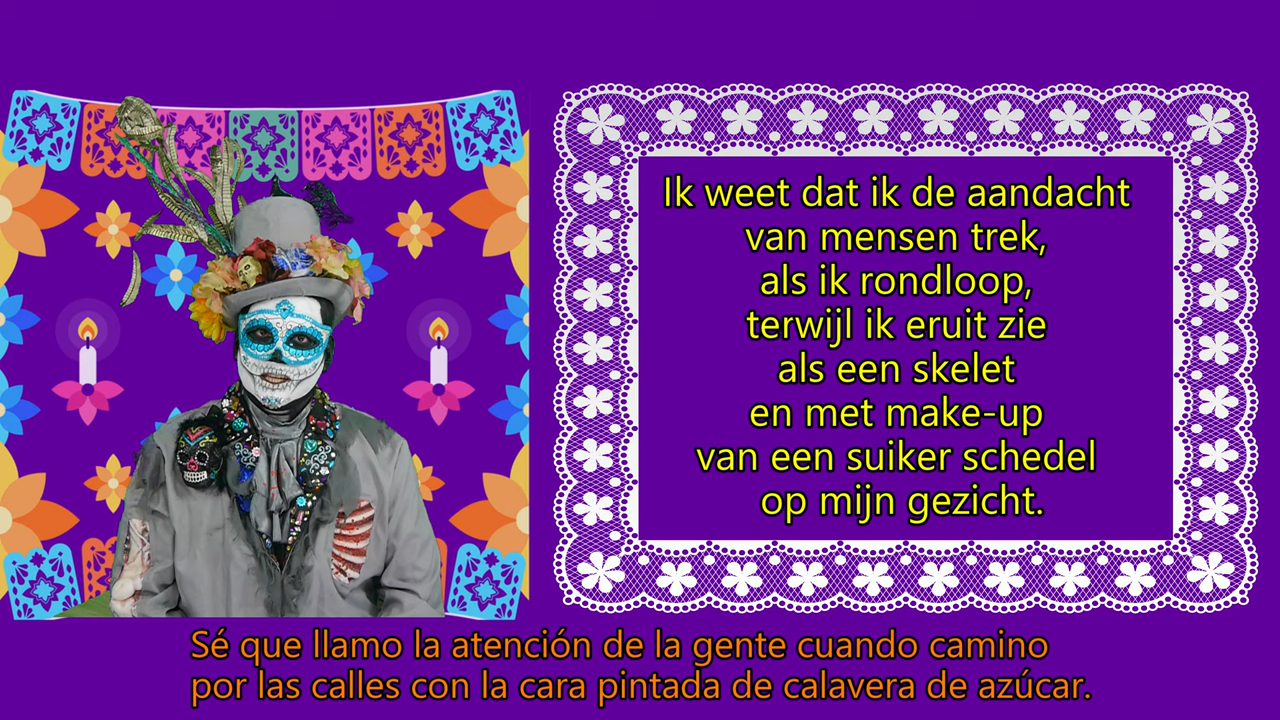 Ik weet dat ik de aandacht
van mensen trek,
als ik rondloop,
terwijl ik eruit zie
als een skelet
en met make-up
van een suiker schedel
op mijn gezicht.
Sé que llamo la atención de la gente cuando camino
por las calles con la cara pintada de calavera de azúcar.